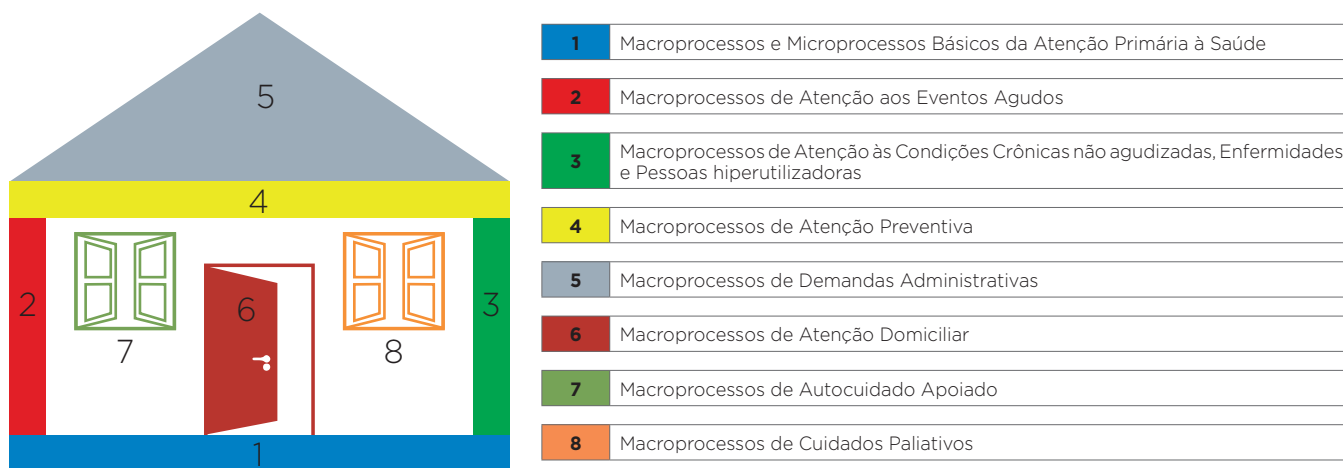 5
4
2
6
3
7
8
1
1 Macroprocessos e Microprocessos Básicos da Atenção Primária à Saúde
2 Macroprocessos de Atenção aos Eventos Agudos
3 Macroprocessos de Atenção às Condições Crônicas não agudizadas, Enfermidades
e Pessoas hiperutilizadoras
4 Macroprocessos de Atenção Preventiva
5 Macroprocessos de Demandas Administrativas
6 Macroprocessos de Atenção Domiciliar
7 Macroprocessos de Autocuidado Apoiado
8 Macroprocessos de Cuidados Paliativos